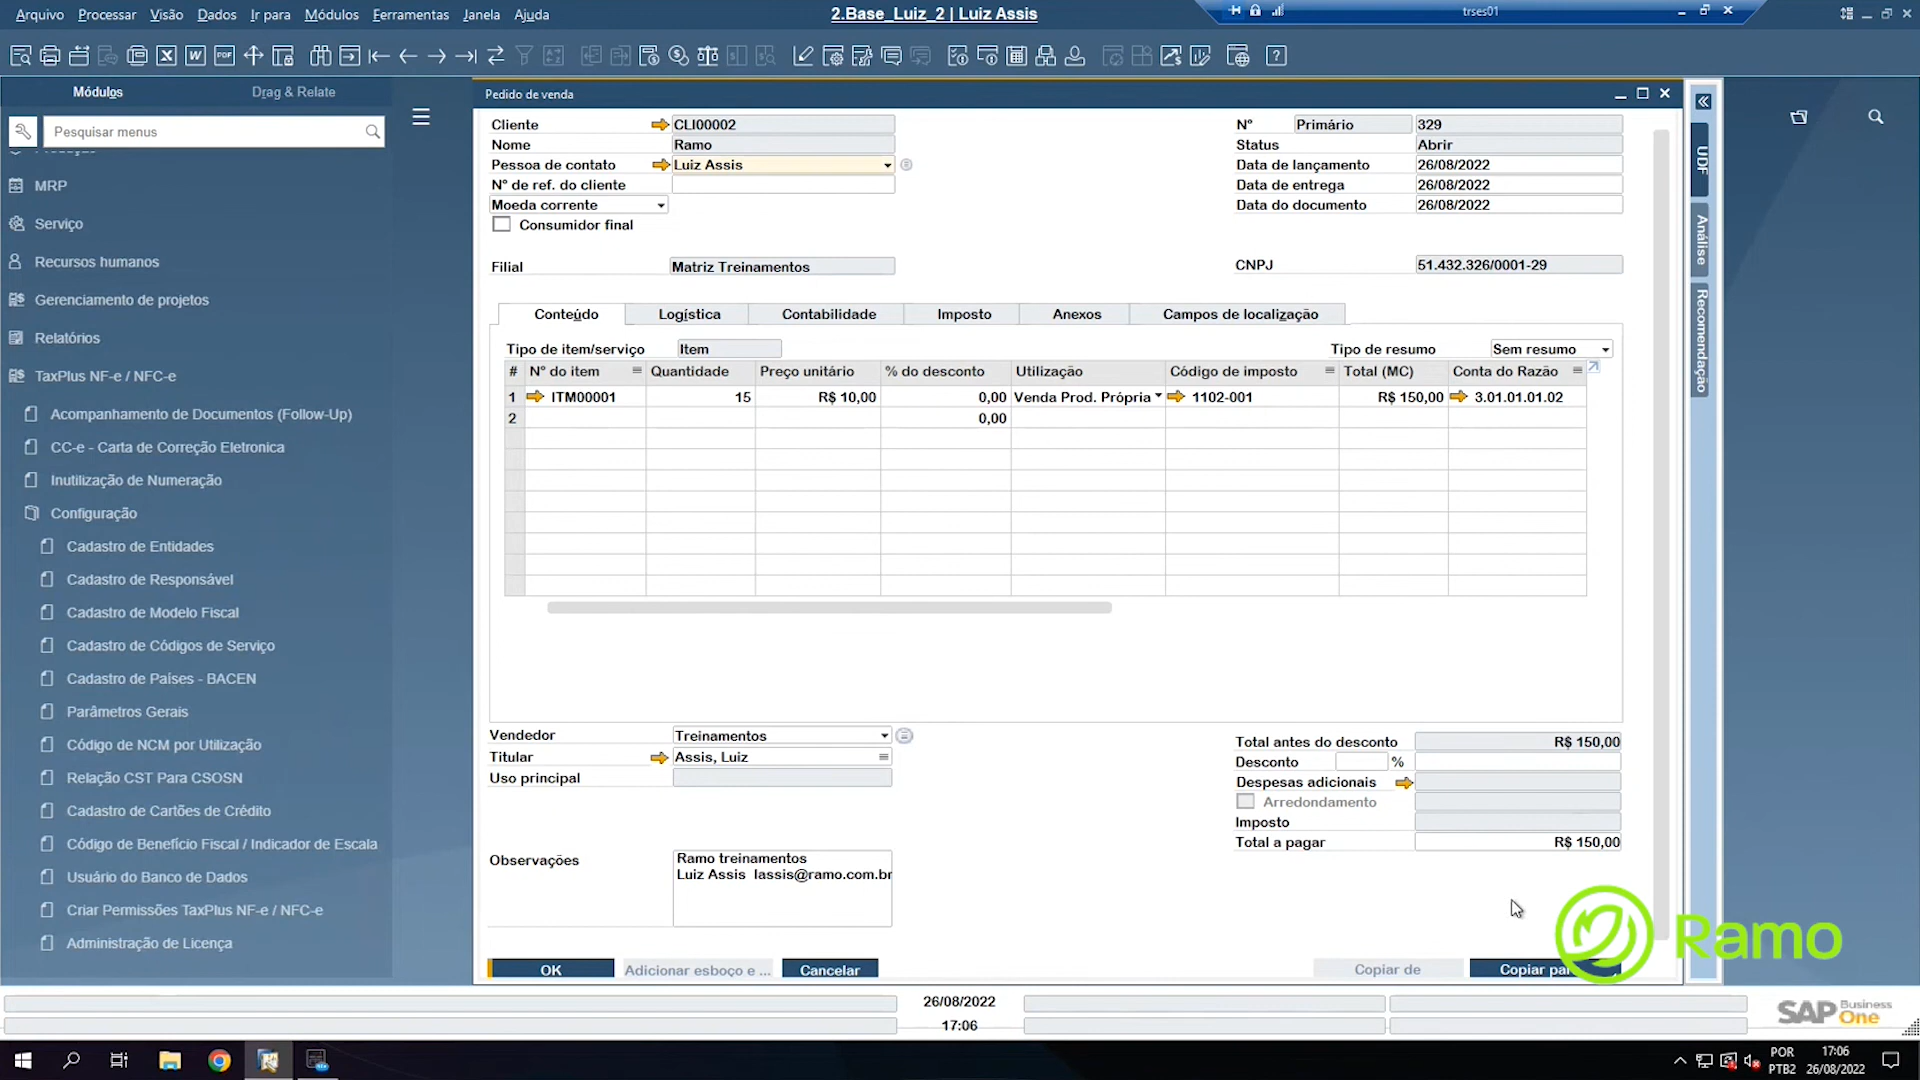 Arquivo Processar Visão Dados Ir para Módulos Ferramentas Janela Ajuda
2.Base_Luiz_2 | Luiz Assis
trses01
Módulos Drag & Relate
Pesquisar menus
MRP
Serviço
Recursos humanos
Gerenciamento de projetos
Relatórios
TaxPlus NF-e / NFC-e
Acompanhamento de Documentos (Follow-Up)
CC-e - Carta de Correção Eletronica
Inutilização de Numeração
Configuração
Cadastro de Entidades
Cadastro de Responsável
Cadastro de Modelo Fiscal
Cadastro de Códigos de Serviço
Cadastro de Países - BACEN
Parâmetros Gerais
Código de NCM por Utilização
Relação CST Para CSOSN
Cadastro de Cartões de Crédito
Código de Benefício Fiscal / Indicador de Escala
Usuário do Banco de Dados
Criar Permissões TaxPlus NF-e / NFC-e
Administração de Licença
Pedido de venda
Cliente CLI00002
Nome Ramo
Pessoa de contato Luiz Assis
Nº de ref. do cliente
Moeda corrente
Consumidor final
Filial Matriz Treinamentos
Nº Primário 329
Status Abrir
Data de lançamento 26/08/2022
Data de entrega 26/08/2022
Data do documento 26/08/2022
CNPJ 51.432.326/0001-29
Conteúdo Logística Contabilidade Imposto Anexos Campos de localização
Tipo de item/serviço Item Tipo de resumo Sem resumo
# Nº do item Quantidade Preço unitário % do desconto Utilização Código de imposto Total (MC) Conta do Razão
1 ITM00001 15 R$ 10,00 0,00 Venda Prod. Própria 1102-001 R$ 150,00 3.01.01.01.02
2 0,00
Vendedor Treinamentos
Titular Assis, Luiz
Uso principal
Observações Ramo treinamentos
Luiz Assis lassis@ramo.com.br
Total antes do desconto R$ 150,00
Desconto %
Despesas adicionais
Arredondamento
Imposto
Total a pagar R$ 150,00
OK Adicionar esboço e ... Cancelar Copiar de Copiar
UDF
Análise
Recomendação
Ramo
26/08/2022
17:06
SAP Business One
POR
PTB2
17:06
26/08/2022